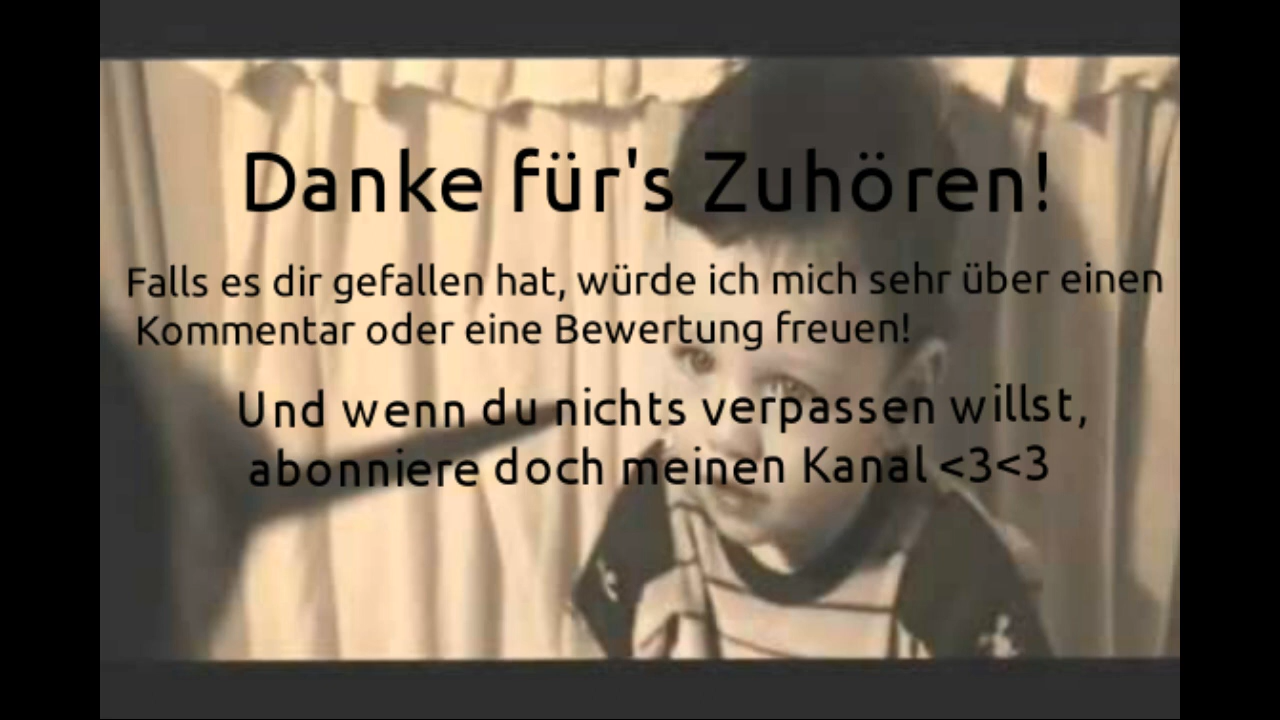 Danke für's Zuhören!
Falls es dir gefallen hat, würde ich mich sehr über einen
Kommentar oder eine Bewertung freuen!
Und wenn du nichts verpassen willst,
abonniere doch meinen Kanal <3<3